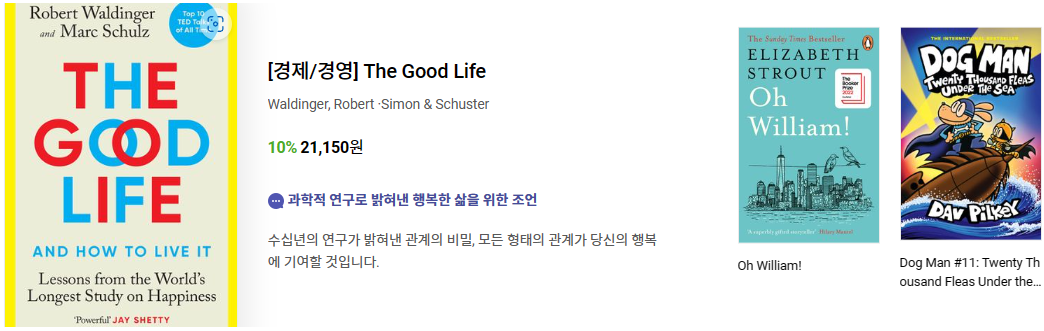 Robert Waldinger
and Marc Schulz
Top 10
TED Talks
of All Time
THE
GOOD
LIFE
AND HOW TO LIVE IT
Lessons from the World's
Longest Study on Happiness
'Powerful' JAY SHETTY
[경제/경영] The Good Life
Waldinger, Robert ·Simon & Schuster
10% 21,150원
과학적 연구로 밝혀낸 행복한 삶을 위한 조언
수십년의 연구가 밝혀낸 관계의 비밀, 모든 형태의 관계가 당신의 행복
에 기여할 것입니다.
The Sunday Times Bestseller
ELIZABETH
STROUT
The
Booker
Prize
Oh
William!
'A superbly gifted storyteller' Hilary Mantel
Oh William!
THE INTERNATIONAL BESTSELLER
DOG MAN
TWENTY THOUSAND FLEAS
UNDER THE SEA
DAV PILKEY
Dog Man #11: Twenty Th
ousand Fleas Under the...